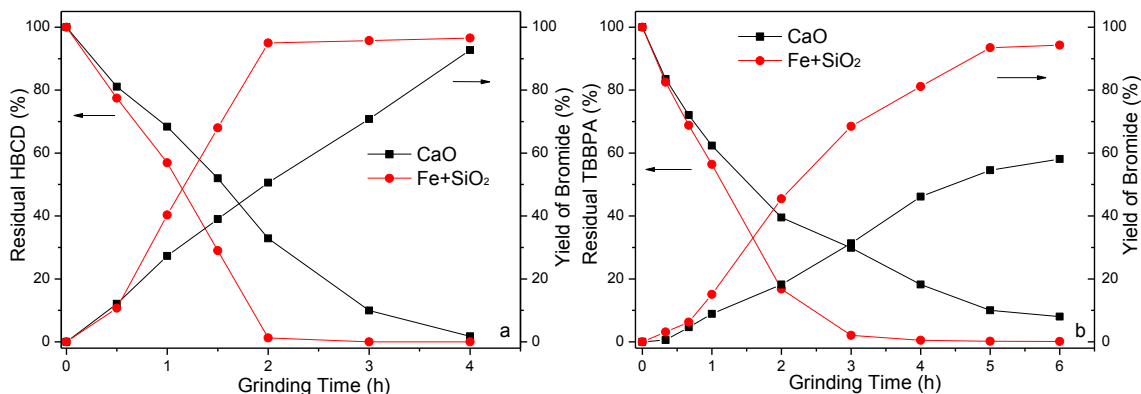 100
80
60
40
20
0
Residual HBCD (%)
CaO
Fe+SiO₂
a
0 1 2 3 4
Grinding Time (h)
100
80
60
40
20
0
Yield of Bromide (%)
100
80
60
40
20
0
Residual TBBPA (%)
CaO
Fe+SiO₂
b
0 1 2 3 4 5 6
Grinding Time (h)
100
80
60
40
20
0
Yield of Bromide (%)